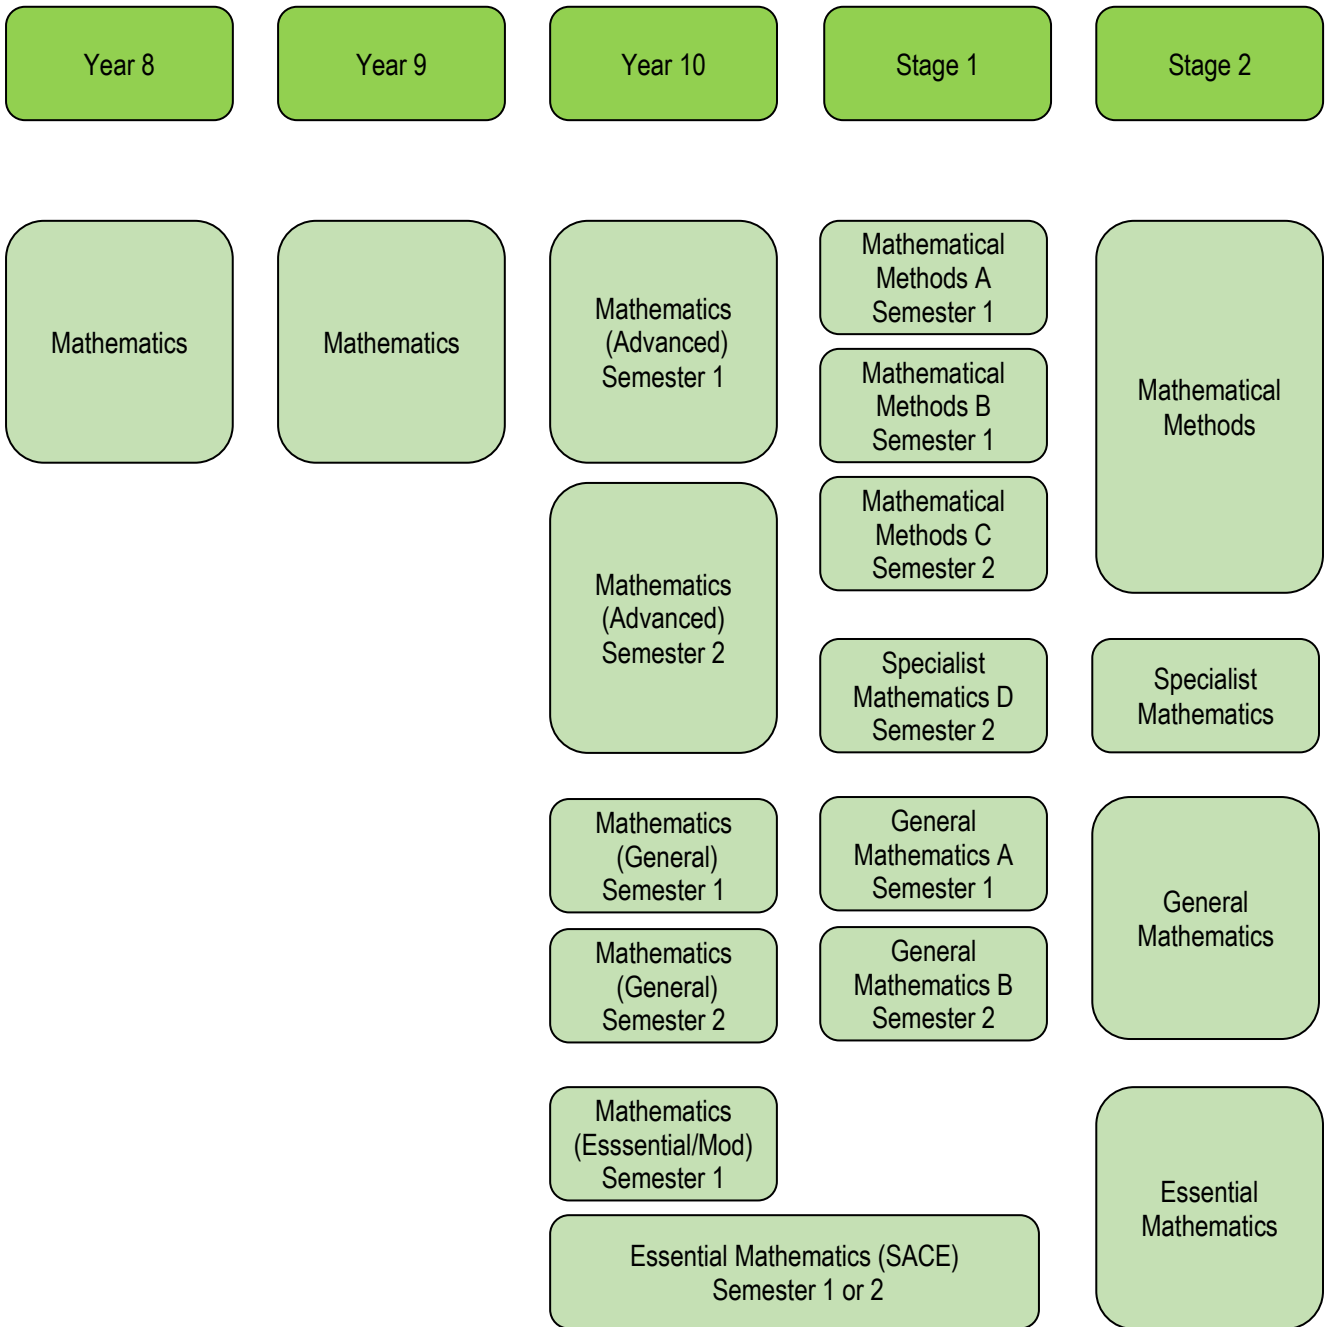 Year 8
Year 9
Year 10
Stage 1
Stage 2
Mathematics
Mathematics
Mathematics
(Advanced)
Semester 1
Mathematics
(Advanced)
Semester 2
Mathematics
(General)
Semester 1
Mathematics
(General)
Semester 2
Mathematics
(Esssential/Mod)
Semester 1
Essential Mathematics (SACE)
Semester 1 or 2
Mathematical
Methods A
Semester 1
Mathematical
Methods B
Semester 1
Mathematical
Methods C
Semester 2
Specialist
Mathematics D
Semester 2
General
Mathematics A
Semester 1
General
Mathematics B
Semester 2
Mathematical
Methods
Specialist
Mathematics
General
Mathematics
Essential
Mathematics